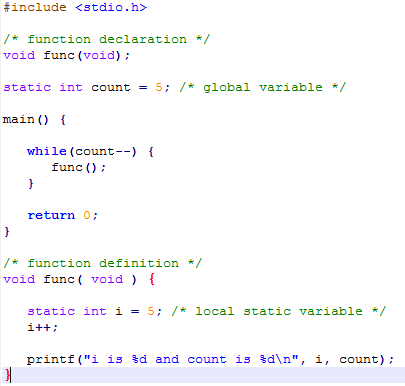 #include <stdio.h>
/* function declaration */
void func(void);
static int count = 5; /* global variable */
main() {
while(count--) {
func();
}
return 0;
}
/* function definition */
void func( void ) {
static int i = 5; /* local static variable */
i++;
printf("i is %d and count is %d\n", i, count);
}